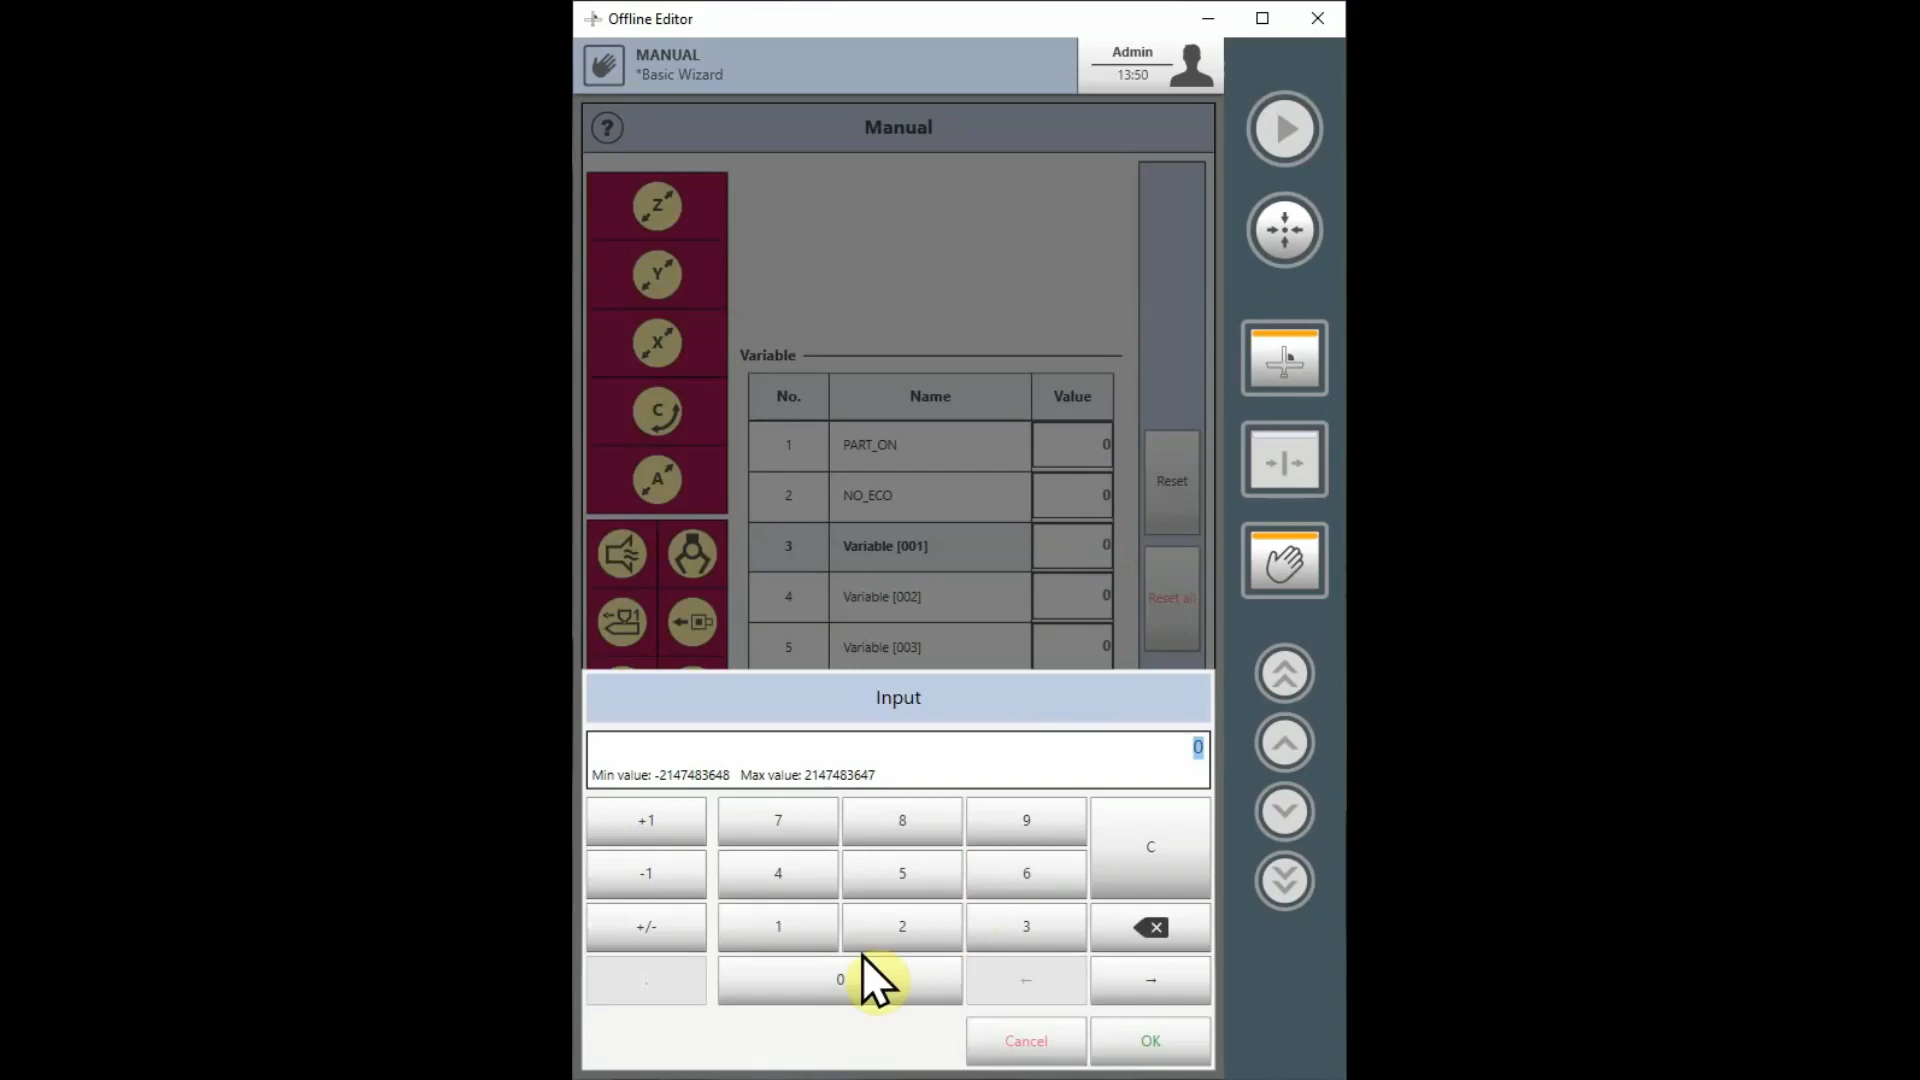 Offline Editor
MANUAL
*Basic Wizard
Admin
13:50
?
Manual
Z
Y
X
C
A
1
Variable
No. Name Value
1 PART_ON 0
2 NO_ECO 0
3 Variable [001] 0
4 Variable [002] 0
5 Variable [003] 0
Reset
Reset all
Input
0
Min value: -2147483648 Max value: 2147483647
+1 7 8 9 C
-1 4 5 6
+/- 1 2 3
. 0 ← →
Cancel OK